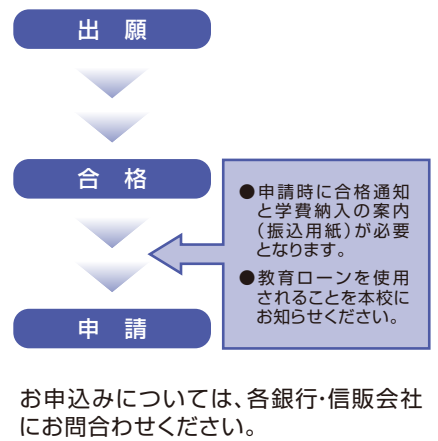 出 願
合 格
●申請時に合格通知
と学費納入の案内
（振込用紙）が必要
となります。
●教育ローンを使用
されることを本校に
お知らせください。
申 請
お申込みについては、各銀行・信販会社
にお問合わせください。